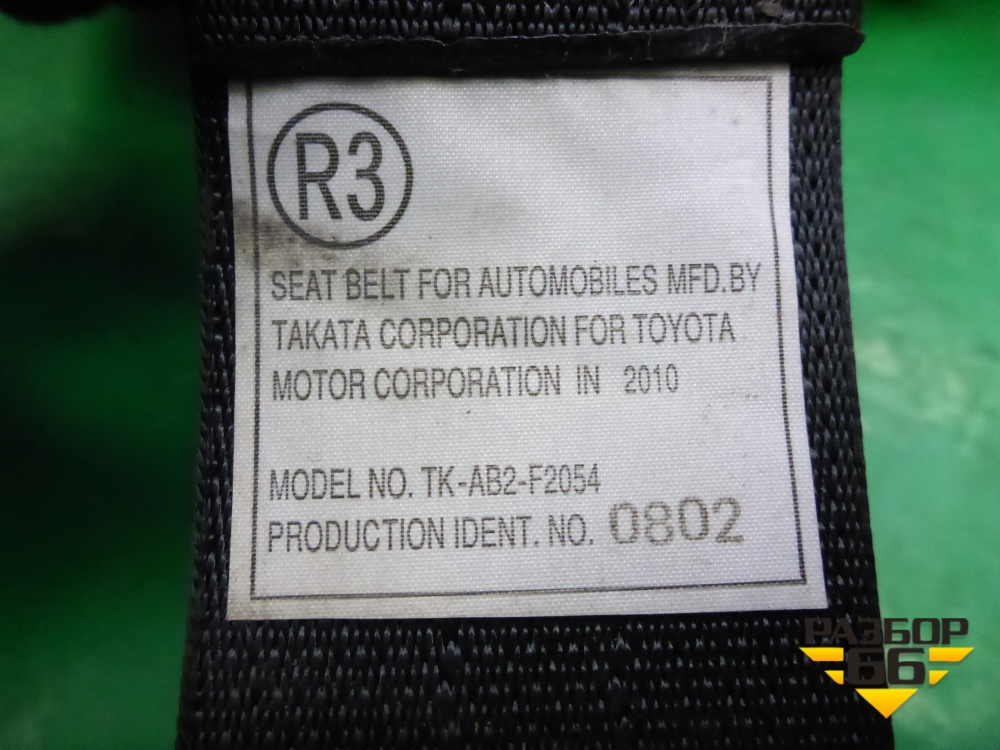 R3
SEAT BELT FOR AUTOMOBILES MFD.BY
TAKATA CORPORATION FOR TOYOTA
MOTOR CORPORATION IN 2010
MODEL NO. TK-AB2-F2054
PRODUCTION IDENT. NO. 0802
РАЗБОР
66